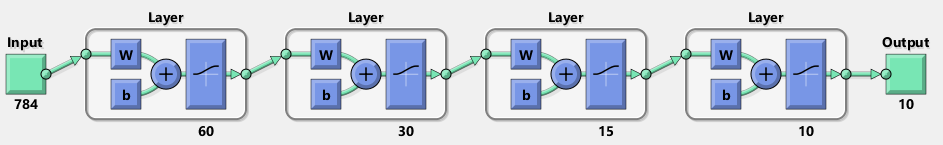 Layer Layer Layer Layer
Input Output
W W W W
b b b b
784 10
60 30 15 10